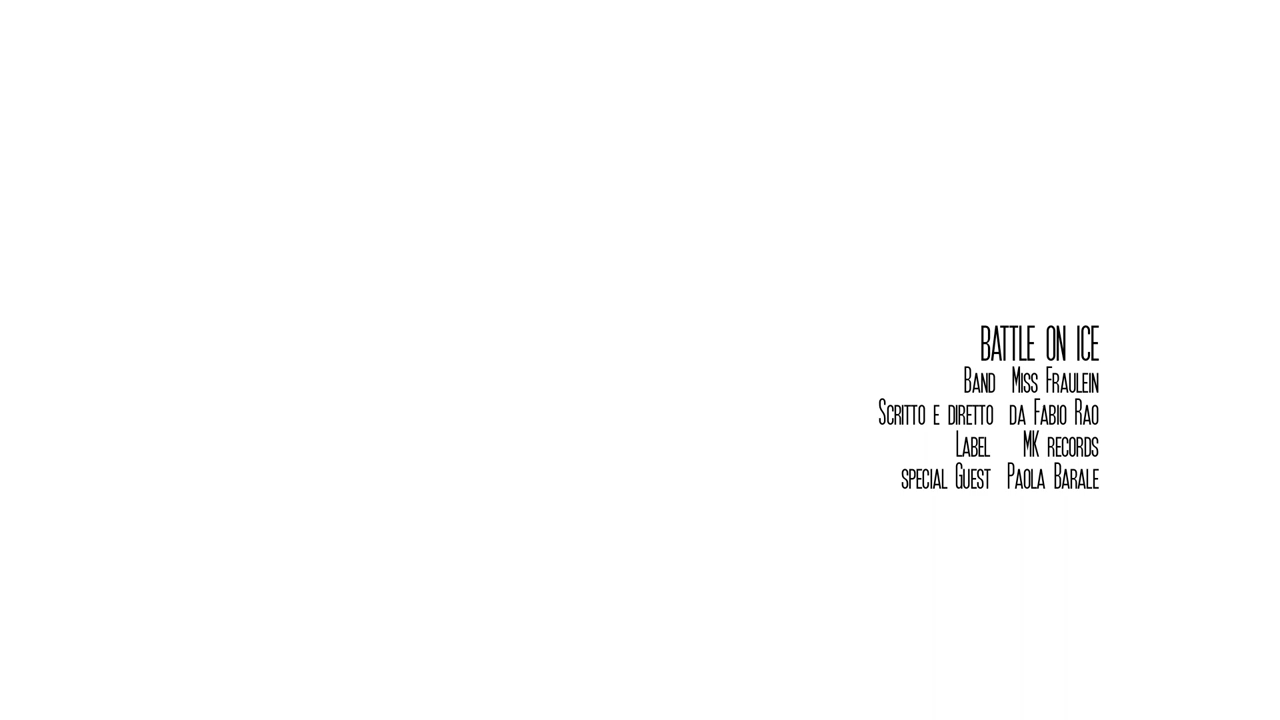 BATTLE ON ICE
Band Miss Fraulein
Scritto e diretto da Fabio Rao
Label MK records
special Guest Paola Barale